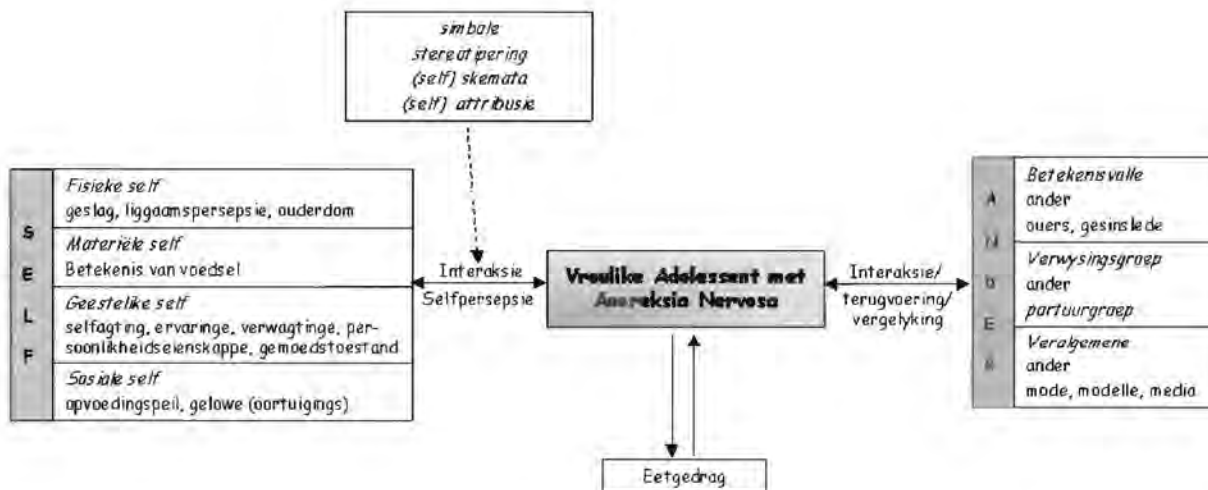 simbole
stereotipering
(self) skemata
(self) attribusie
S
E
L
F
Fisieke self
geslag, liggaamspersepsie, ouderdom
Materiële self
Betekenis van voedsel
Geestelike self
selfagting, ervaringe, verwagtinge, per-
soonlikheidseienskappe, gemoedstoestand
Sosiale self
opvoedingspeil, gelowe (oortuigings)
Interaksie
Selfpersepsie
Vroulike Adolessent met
Anoreksia Nervosa
Interaksie/
terugvoering/
vergelyking
A
N
D
E
R
Betekenisvolle
ander
ouers, gesinslede
Verwysingsgroep
ander
portuurgroep
Veralgemene
ander
mode, modelle, media
Eetgedrag